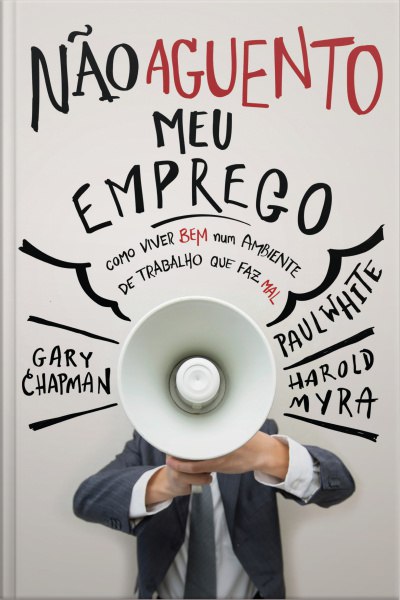 NÃO AGUENTO
MEU
EMPREGO
COMO VIVER BEM num AMBIENTE
DE TRABALHO QUE FAZ MAL
GARY
CHAPMAN
PAUL WHITE
HAROLD
MYRA